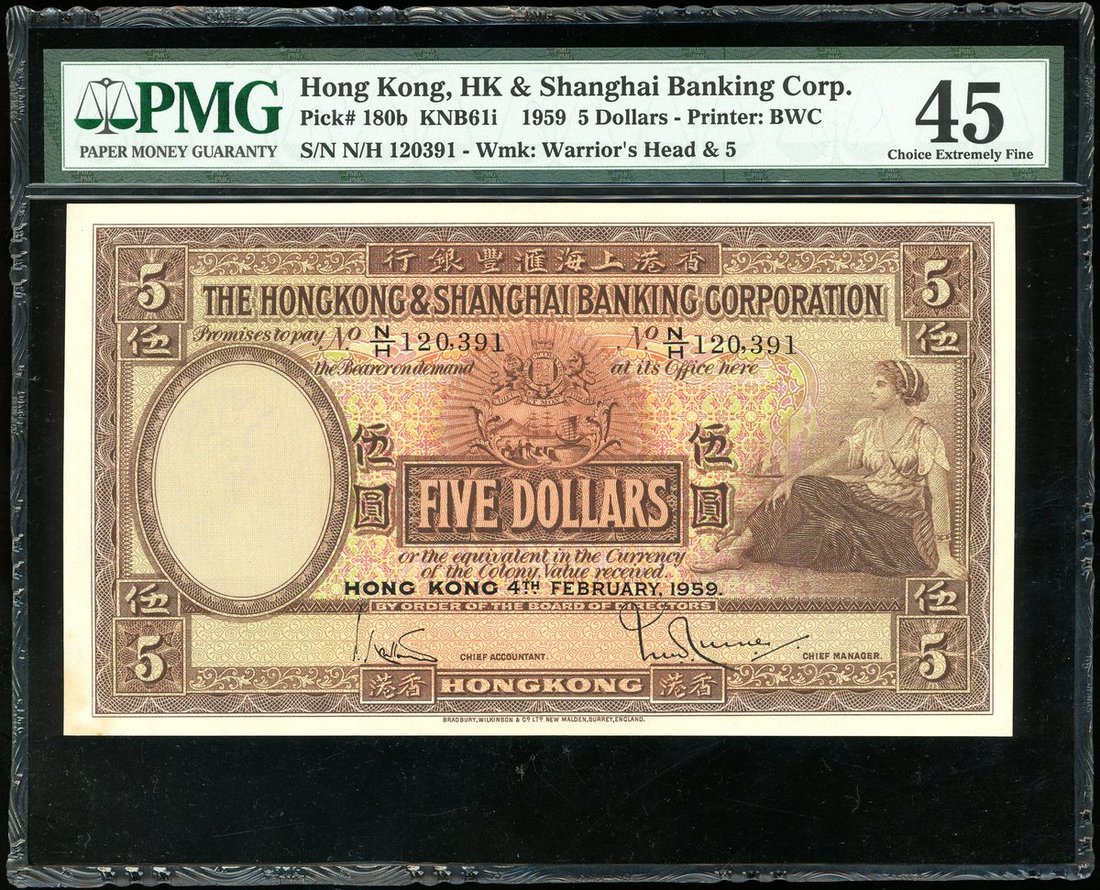 PMG
PAPER MONEY GUARANTY
Hong Kong, HK & Shanghai Banking Corp.
Pick# 180b KNB61i 1959 5 Dollars - Printer: BWC
S/N N/H 120391 - Wmk: Warrior's Head & 5
45
Choice Extremely Fine
行銀豐滙海上港香
5 5
THE HONGKONG & SHANGHAI BANKING CORPORATION
伍 伍
Promises to pay No N/H 120,391 No N/H 120,391
the Bearer on demand at its Office here
伍圓 伍圓
FIVE DOLLARS
or the equivalent in the Currency
of the Colony, Value received.
HONG KONG 4TH FEBRUARY, 1959.
伍 伍
BY ORDER OF THE BOARD OF DIRECTORS
5 5
CHIEF ACCOUNTANT. CHIEF MANAGER.
港香 HONGKONG 港香
BRADBURY, WILKINSON & CO LTD NEW MALDEN, SURREY, ENGLAND.